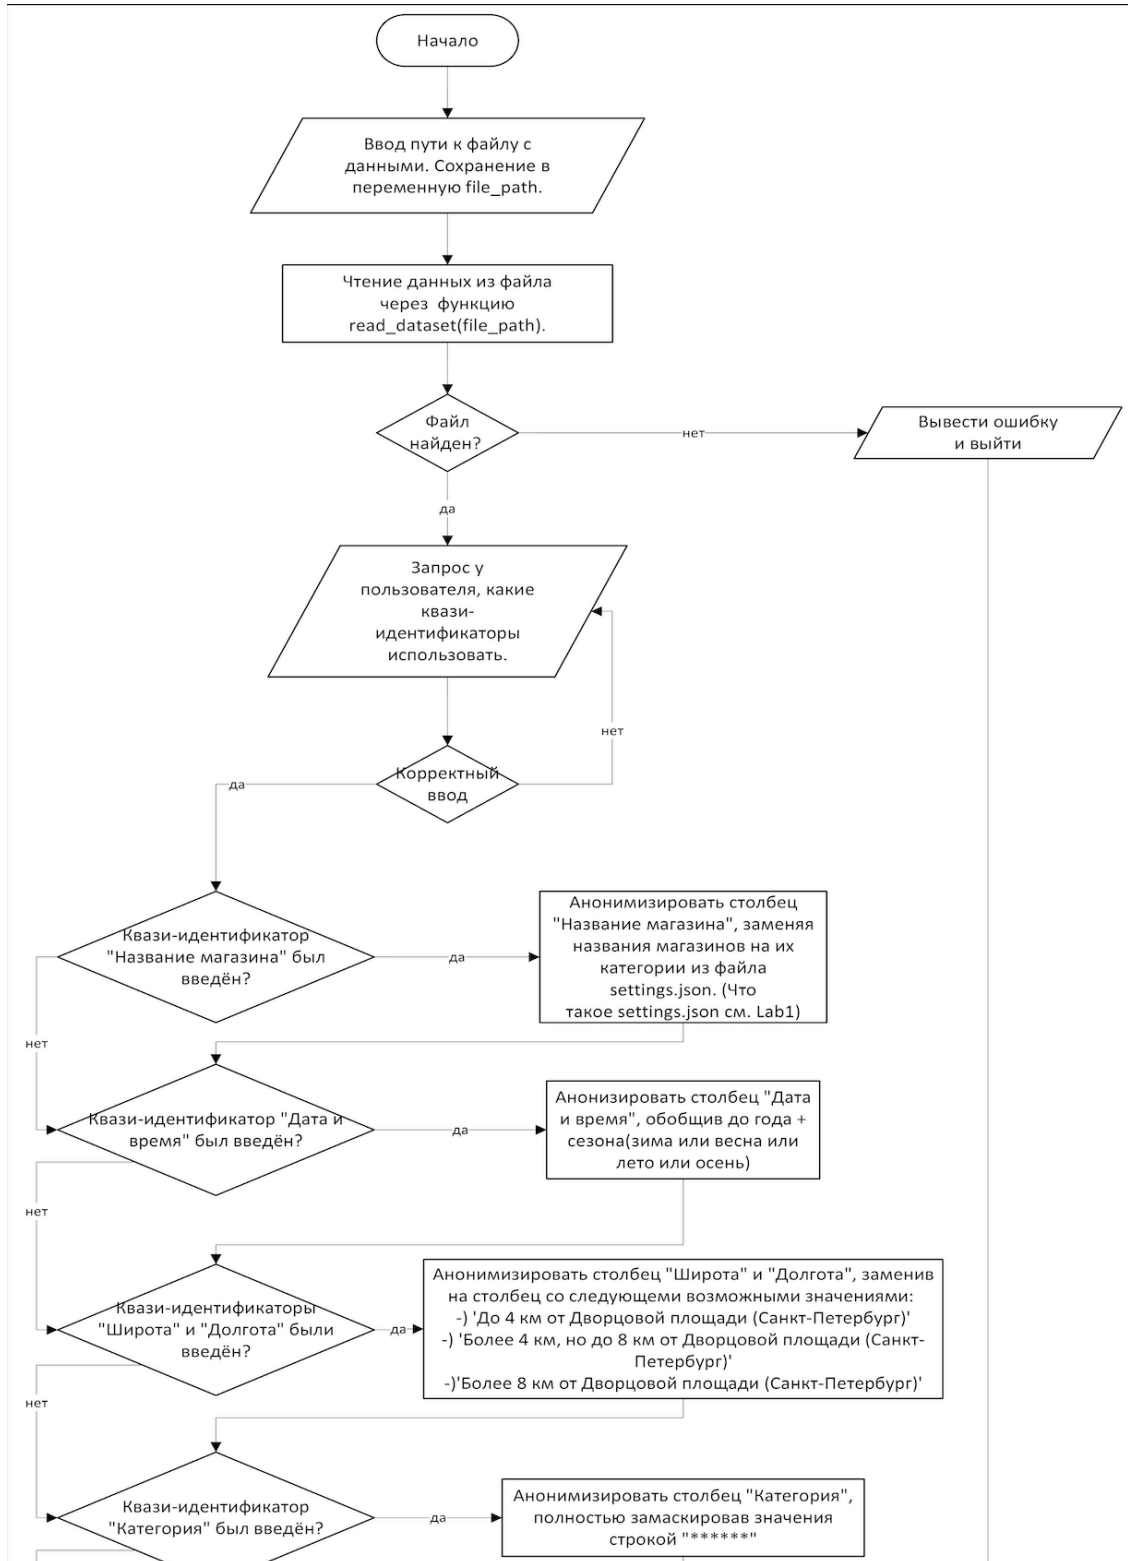 Начало
Ввод пути к файлу с
данными. Сохранение в
переменную file_path.
Чтение данных из файла
через функцию
read_dataset(file_path).
Файл
найден?
нет
Вывести ошибку
и выйти
да
Запрос у
пользователя, какие
квази-
идентификаторы
использовать.
нет
Корректный
ввод
да
Квази-идентификатор
"Название магазина" был
введён?
да
Анонимизировать столбец
"Название магазина", заменяя
названия магазинов на их
категории из файла
settings.json. (Что
такое settings.json см. Lab1)
нет
Квази-идентификатор "Дата и
время" был введён?
да
Анонизировать столбец "Дата
и время", обобщив до года +
сезона(зима или весна или
лето или осень)
нет
Квази-идентификаторы
"Широта" и "Долгота" были
введён?
да
Анонимизировать столбец "Широта" и "Долгота", заменив
на столбец со следующеми возможными значениями:
-) 'До 4 км от Дворцовой площади (Санкт-Петербург)'
-) 'Более 4 км, но до 8 км от Дворцовой площади (Санкт-
Петербург)'
-)'Более 8 км от Дворцовой площади (Санкт-Петербург)'
нет
Квази-идентификатор
"Категория" был введён?
да
Анонимизировать столбец "Категория",
полностью замаскировав значения
строкой "******"